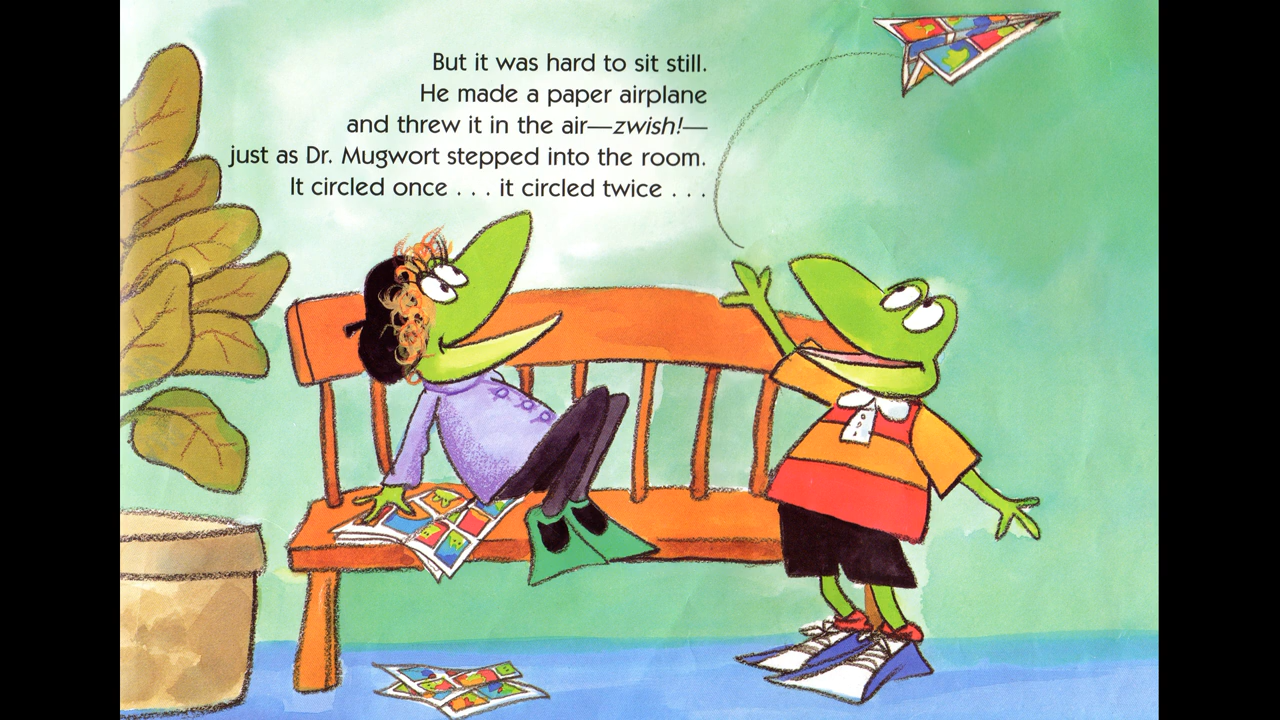 But it was hard to sit still.
He made a paper airplane
and threw it in the air—zwish!—
just as Dr. Mugwort stepped into the room.
It circled once . . . it circled twice . . .